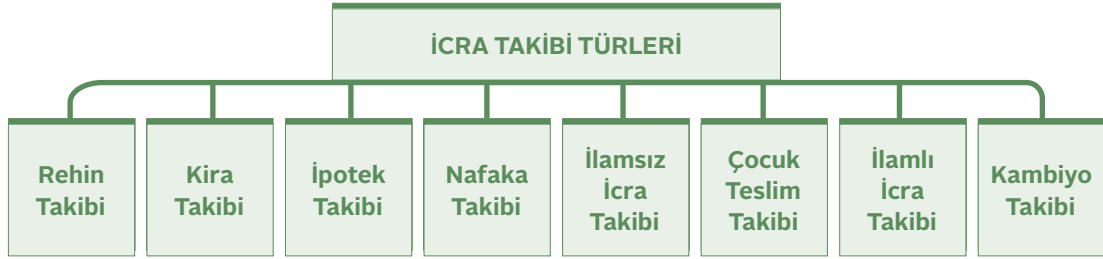 İCRA TAKİBİ TÜRLERİ
Rehin
Takibi
Kira
Takibi
İpotek
Takibi
Nafaka
Takibi
İlamsız
İcra
Takibi
Çocuk
Teslim
Takibi
İlamlı
İcra
Takibi
Kambiyo
Takibi